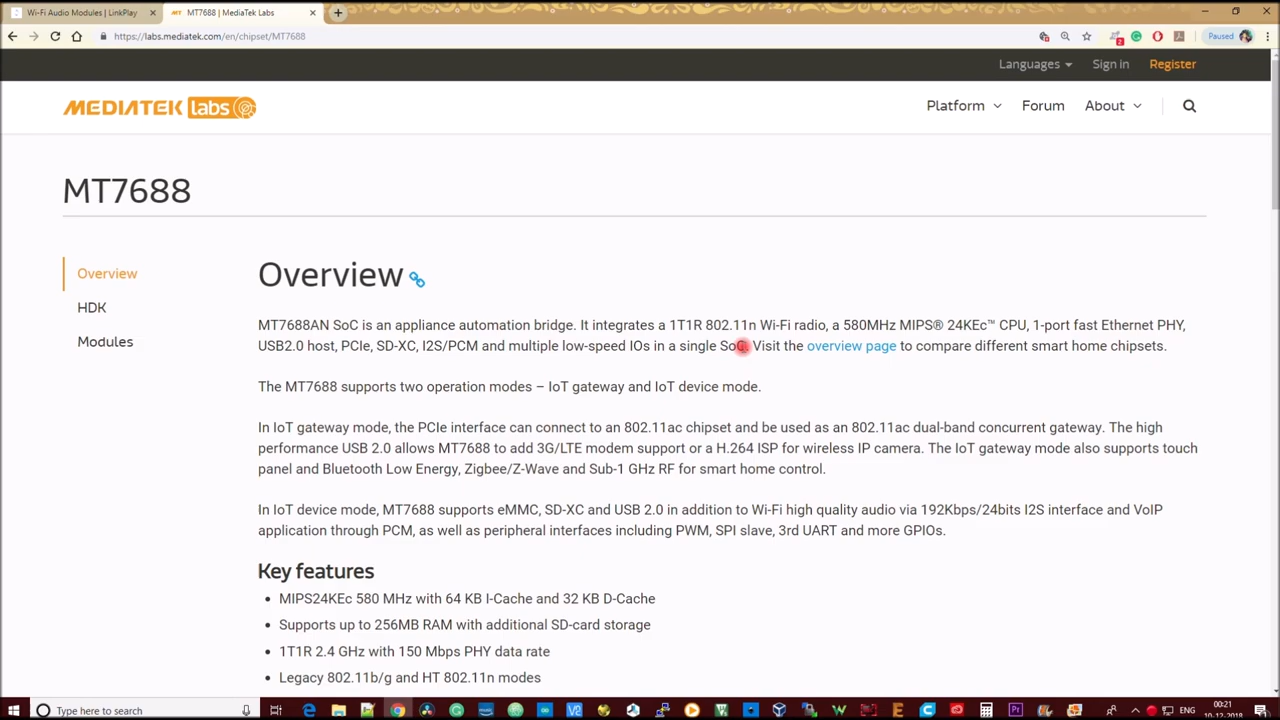 Wi-Fi Audio Modules | LinkPlay
MT7688 | MediaTek Labs
https://labs.mediatek.com/en/chipset/MT7688
Paused
Languages
Sign in
Register
MEDIATEK labs
Platform
Forum
About
MT7688
Overview
HDK
Modules
Overview
MT7688AN SoC is an appliance automation bridge. It integrates a 1T1R 802.11n Wi-Fi radio, a 580MHz MIPS® 24KEc™ CPU, 1-port fast Ethernet PHY,
USB2.0 host, PCIe, SD-XC, I2S/PCM and multiple low-speed IOs in a single SoC. Visit the overview page to compare different smart home chipsets.
The MT7688 supports two operation modes – IoT gateway and IoT device mode.
In IoT gateway mode, the PCIe interface can connect to an 802.11ac chipset and be used as an 802.11ac dual-band concurrent gateway. The high
performance USB 2.0 allows MT7688 to add 3G/LTE modem support or a H.264 ISP for wireless IP camera. The IoT gateway mode also supports touch
panel and Bluetooth Low Energy, Zigbee/Z-Wave and Sub-1 GHz RF for smart home control.
In IoT device mode, MT7688 supports eMMC, SD-XC and USB 2.0 in addition to Wi-Fi high quality audio via 192Kbps/24bits I2S interface and VoIP
application through PCM, as well as peripheral interfaces including PWM, SPI slave, 3rd UART and more GPIOs.
Key features
• MIPS24KEc 580 MHz with 64 KB I-Cache and 32 KB D-Cache
• Supports up to 256MB RAM with additional SD-card storage
• 1T1R 2.4 GHz with 150 Mbps PHY data rate
• Legacy 802.11b/g and HT 802.11n modes
Type here to search
ENG
00:21
10-12-2018